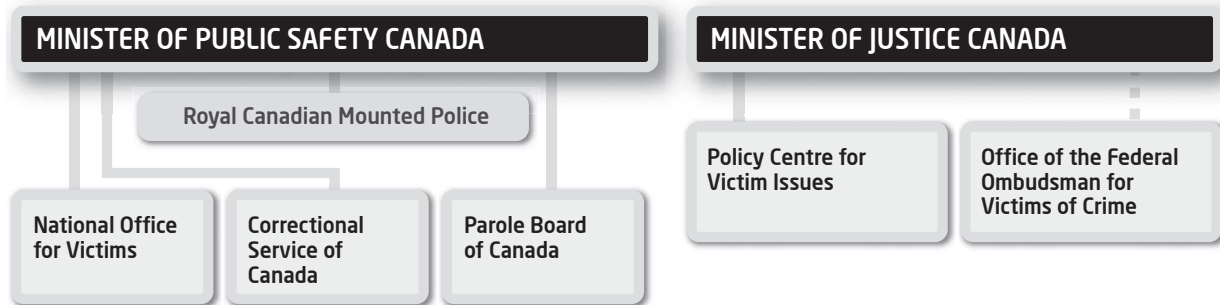 MINISTER OF PUBLIC SAFETY CANADA
Royal Canadian Mounted Police
National Office
for Victims
Correctional
Service of
Canada
Parole Board
of Canada
MINISTER OF JUSTICE CANADA
Policy Centre for
Victim Issues
Office of the Federal
Ombudsman for
Victims of Crime